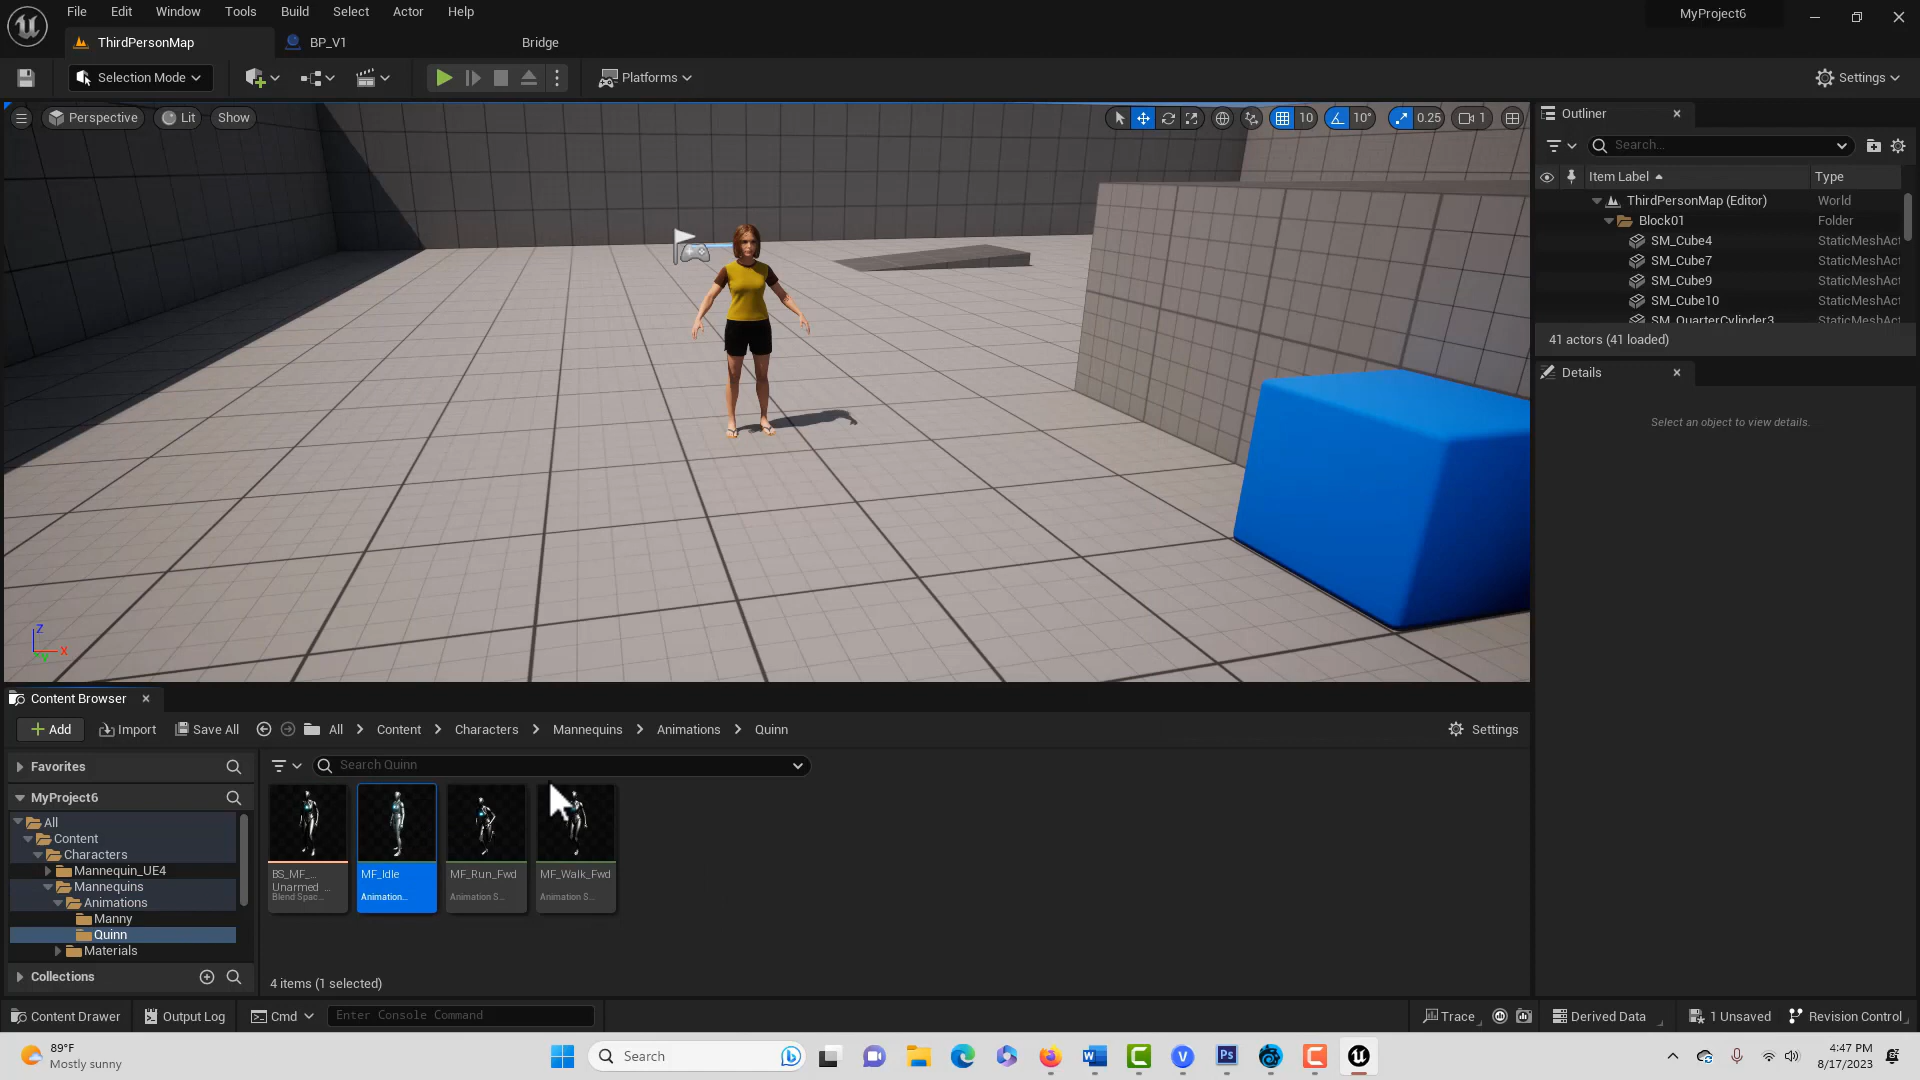 File Edit Window Tools Build Select Actor Help
MyProject6
ThirdPersonMap
BP_V1
Bridge
Selection Mode
Platforms
Settings
Perspective
Lit
Show
10
10°
0.25
1
Outliner
Search...
Item Label
Type
ThirdPersonMap (Editor) World
Block01 Folder
SM_Cube4 StaticMeshAct
SM_Cube7 StaticMeshAct
SM_Cube9 StaticMeshAct
SM_Cube10 StaticMeshAct
SM_QuarterCylinder3 StaticMeshAct
41 actors (41 loaded)
Details
Select an object to view details.
Z
X
Y
Content Browser
Add
Import
Save All
All
Content
Characters
Mannequins
Animations
Quinn
Settings
Favorites
Search Quinn
MyProject6
All
Content
Characters
Mannequin_UE4
Mannequins
Animations
Manny
Quinn
Materials
Collections
BS_MF_...
Unarmed_...
Blend Spac...
MF_Idle
Animation...
MF_Run_Fwd
Animation S...
MF_Walk_Fwd
Animation S...
4 items (1 selected)
Content Drawer
Output Log
Cmd
Enter Console Command
Trace
Derived Data
1 Unsaved
Revision Control
89°F
Mostly sunny
Search
4:47 PM
8/17/2023